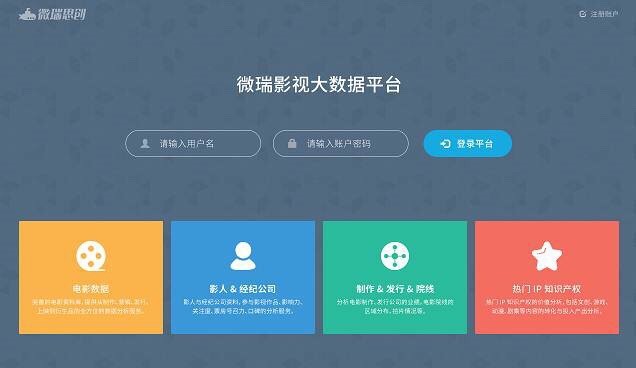 微瑞思创
注册账户
微瑞影视大数据平台
请输入用户名
请输入账户密码
登录平台
电影数据
海量的电影资料库，提供从制作、营销、发行、
上映到衍生品的全方位的数据分析服务。
影人 & 经纪公司
影人与经纪公司资料，参与影视作品、影响力、
关注度、票房号召力、口碑的分析服务。
制作 & 发行 & 院线
分析电影制作、发行公司的业绩，电影院线的
区域分布、拍片情况等。
热门 IP 知识产权
热门 IP 知识产权的价值分析，包括文创、游戏、
动漫、剧集等内容的转化与投入产出分析。